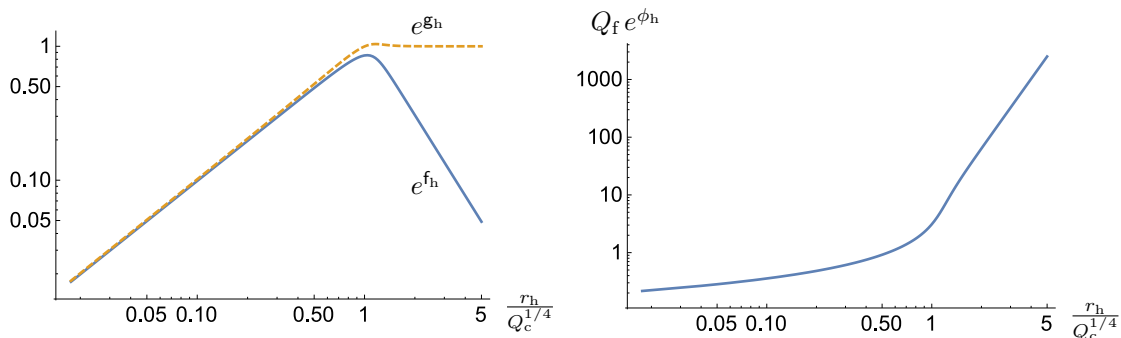 e^{g_h}
1
0.50
0.10
0.05
e^{f_h}
0.05 0.10 0.50 1 5
r_h / Q_c^{1/4}
Q_f e^{ϕ_h}
1000
100
10
1
0.05 0.10 0.50 1 5
r_h / Q_c^{1/4}